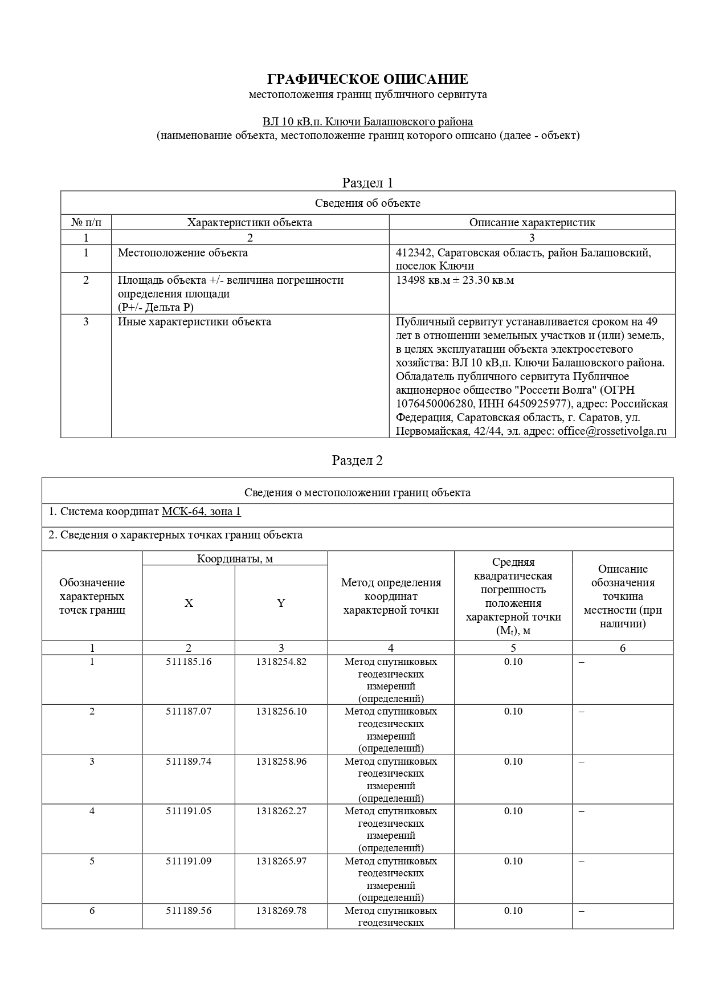 ГРАФИЧЕСКОЕ ОПИСАНИЕ
местоположения границ публичного сервитута
ВЛ 10 кВ,п. Ключи Балашовского района
(наименование объекта, местоположение границ которого описано (далее - объект)
Раздел 1
Сведения об объекте
№ п/п Характеристики объекта Описание характеристик
1 2 3
1 Местоположение объекта 412342, Саратовская область, район Балашовский,
поселок Ключи
2 Площадь объекта +/- величина погрешности 13498 кв.м ± 23.30 кв.м
определения площади
(Р+/- Дельта Р)
3 Иные характеристики объекта Публичный сервитут устанавливается сроком на 49
лет в отношении земельных участков и (или) земель,
в целях эксплуатации объекта электросетевого
хозяйства: ВЛ 10 кВ,п. Ключи Балашовского района.
Обладатель публичного сервитута Публичное
акционерное общество "Россети Волга" (ОГРН
1076450006280, ИНН 6450925977), адрес: Российская
Федерация, Саратовская область, г. Саратов, ул.
Первомайская, 42/44, эл. адрес: office@rossetivolga.ru
Раздел 2
Сведения о местоположении границ объекта
1. Система координат МСК-64, зона 1
2. Сведения о характерных точках границ объекта
Обозначение
характерных
точек границ
Координаты, м
X Y
Метод определения
координат
характерной точки
Средняя
квадратическая
погрешность
положения
характерной точки
(Mt), м
Описание
обозначения
точкина
местности (при
наличии)
1 2 3 4 5 6
1 511185.16 1318254.82 Метод спутниковых 0.10 –
геодезических
измерений
(определений)
2 511187.07 1318256.10 Метод спутниковых 0.10 –
геодезических
измерений
(определений)
3 511189.74 1318258.96 Метод спутниковых 0.10 –
геодезических
измерений
(определений)
4 511191.05 1318262.27 Метод спутниковых 0.10 –
геодезических
измерений
(определений)
5 511191.09 1318265.97 Метод спутниковых 0.10 –
геодезических
измерений
(определений)
6 511189.56 1318269.78 Метод спутниковых 0.10 –
геодезических